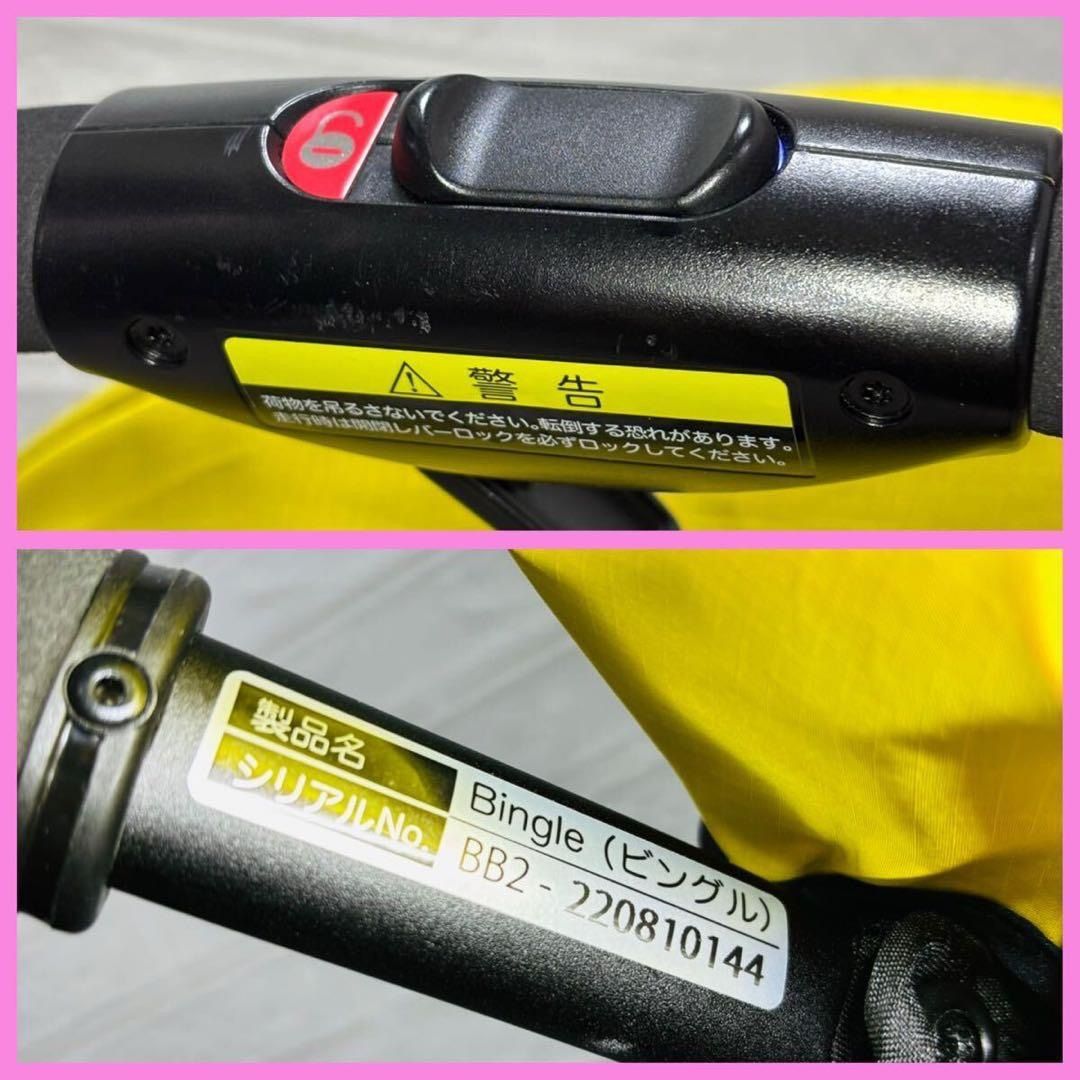 警告
荷物を吊るさないでください。転倒する恐れがあります。
走行時は開閉レバーロックを必ずロックしてください。
製品名 Bingle（ビングル）
シリアルNo. BB2 - 220810144